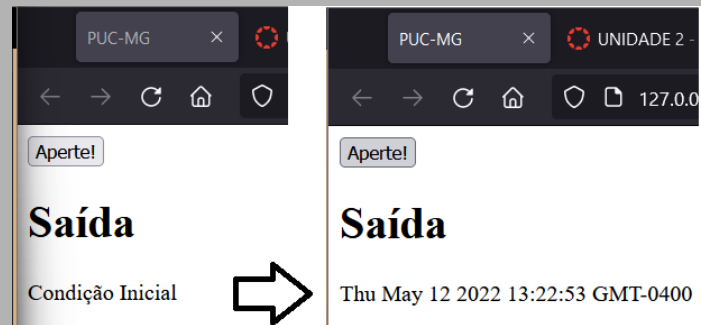 PUC-MG
Aperte!
Saída
Condição Inicial
PUC-MG UNIDADE 2 -
127.0.0
Aperte!
Saída
Thu May 12 2022 13:22:53 GMT-0400